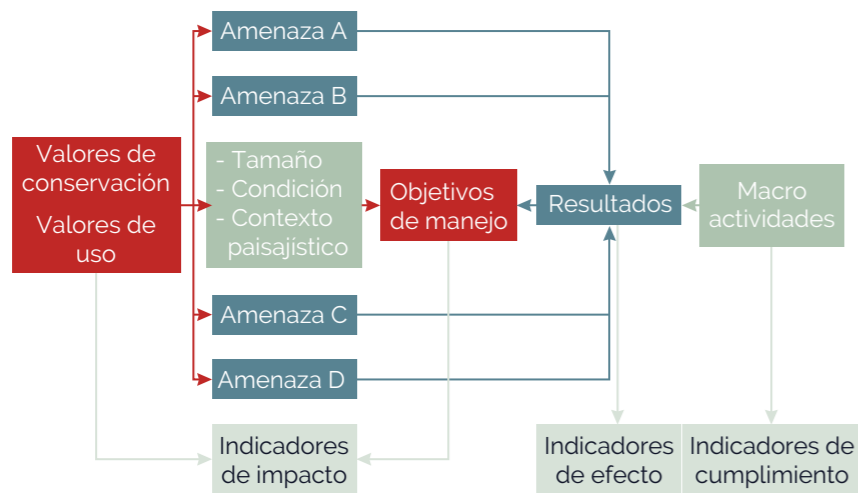 Amenaza A
Amenaza B
Valores de
conservación
Valores de
uso
- Tamaño
- Condición
- Contexto
paisajístico
Objetivos
de manejo
Resultados
Macro
actividades
Amenaza C
Amenaza D
Indicadores
de impacto
Indicadores
de efecto
Indicadores de
cumplimiento